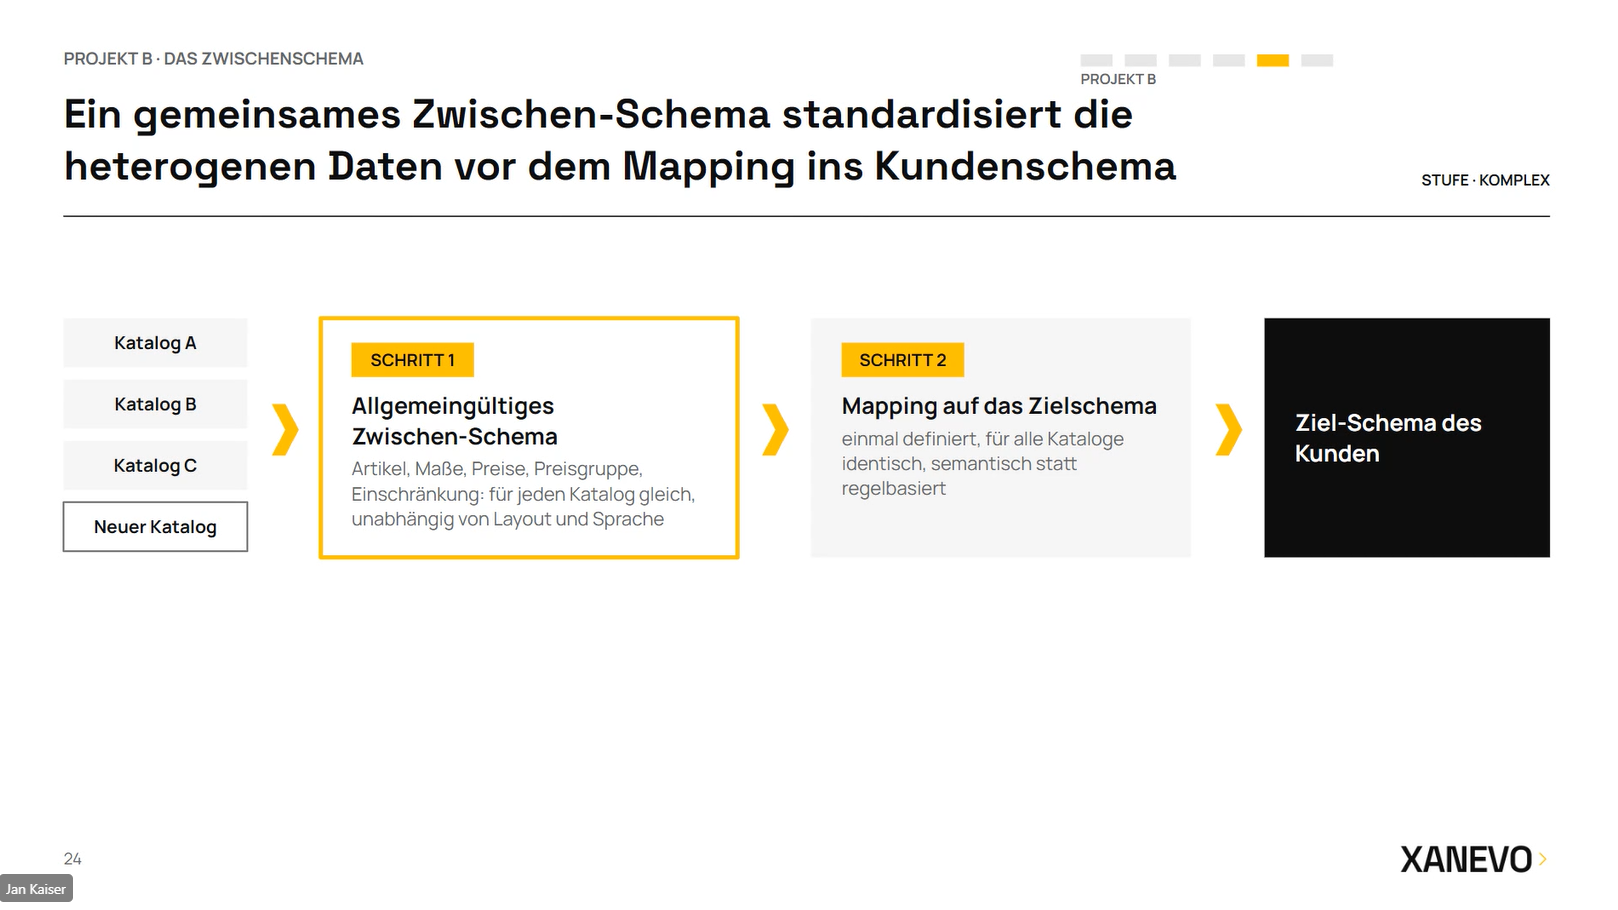 PROJEKT B · DAS ZWISCHENSCHEMA
PROJEKT B
Ein gemeinsames Zwischen-Schema standardisiert die
heterogenen Daten vor dem Mapping ins Kundenschema
STUFE · KOMPLEX
Katalog A
Katalog B
Katalog C
Neuer Katalog
SCHRITT 1
Allgemeingültiges
Zwischen-Schema
Artikel, Maße, Preise, Preisgruppe,
Einschränkung: für jeden Katalog gleich,
unabhängig von Layout und Sprache
SCHRITT 2
Mapping auf das Zielschema
einmal definiert, für alle Kataloge
identisch, semantisch statt
regelbasiert
Ziel-Schema des
Kunden
24
XANEVO
Jan Kaiser